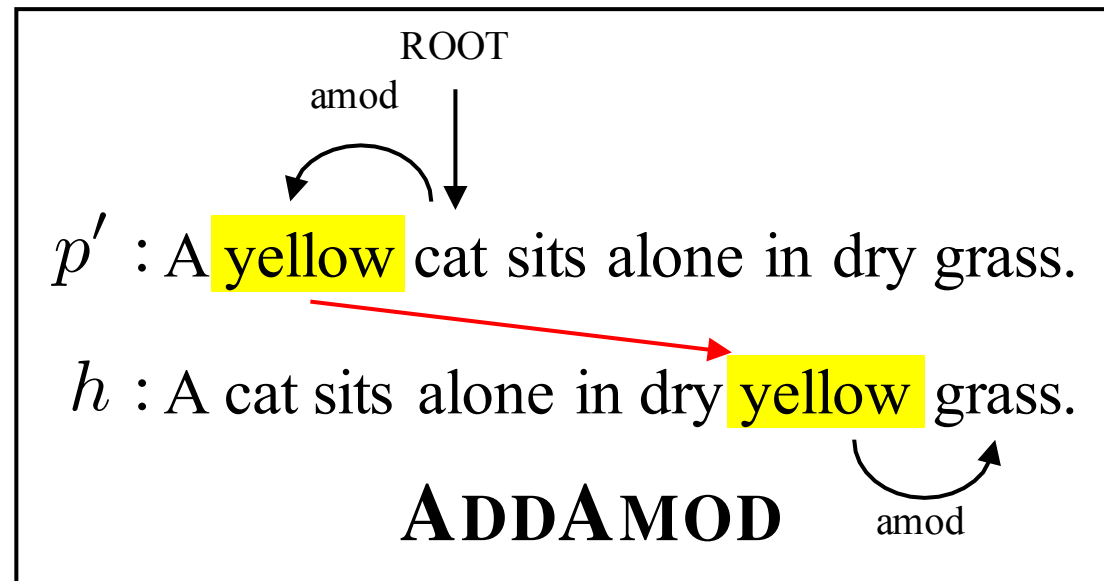 ROOT
amod
p′ : A yellow cat sits alone in dry grass.
h : A cat sits alone in dry yellow grass.
amod
ADDAMOD